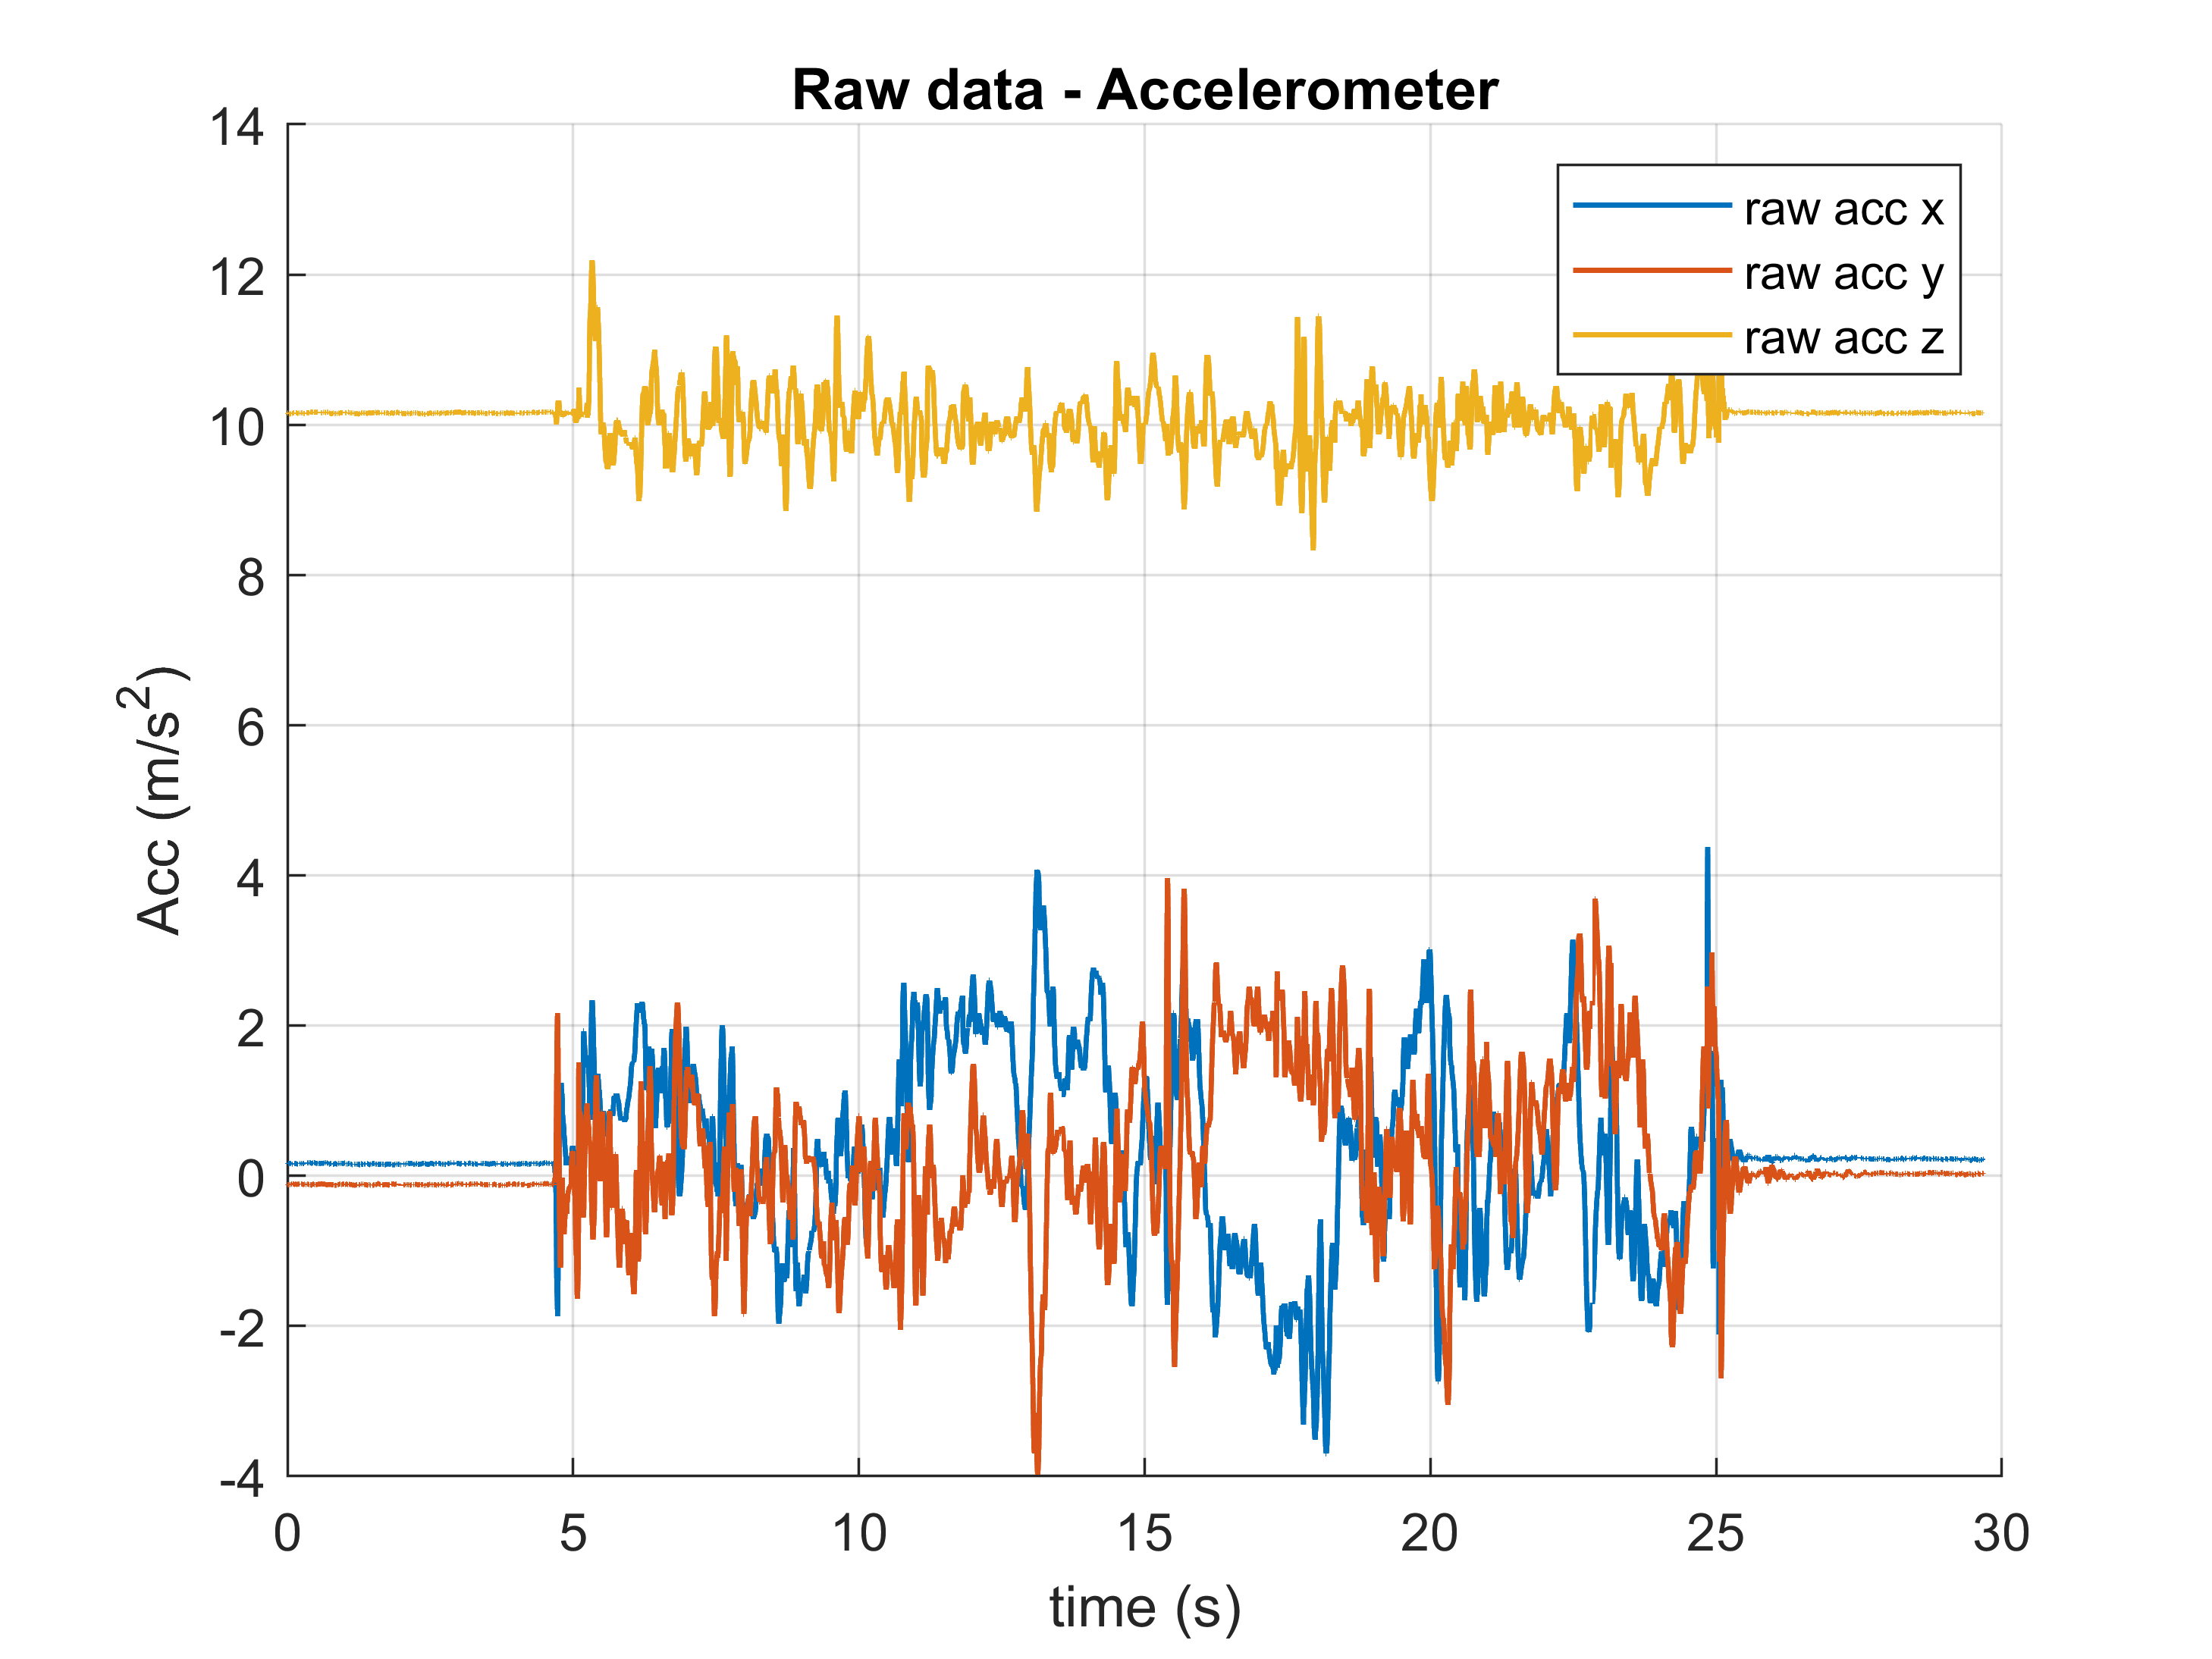 Raw data - Accelerometer
14
12
10
8
6
4
2
0
-2
-4
Acc (m/s^2)
raw acc x
raw acc y
raw acc z
0 5 10 15 20 25 30
time (s)